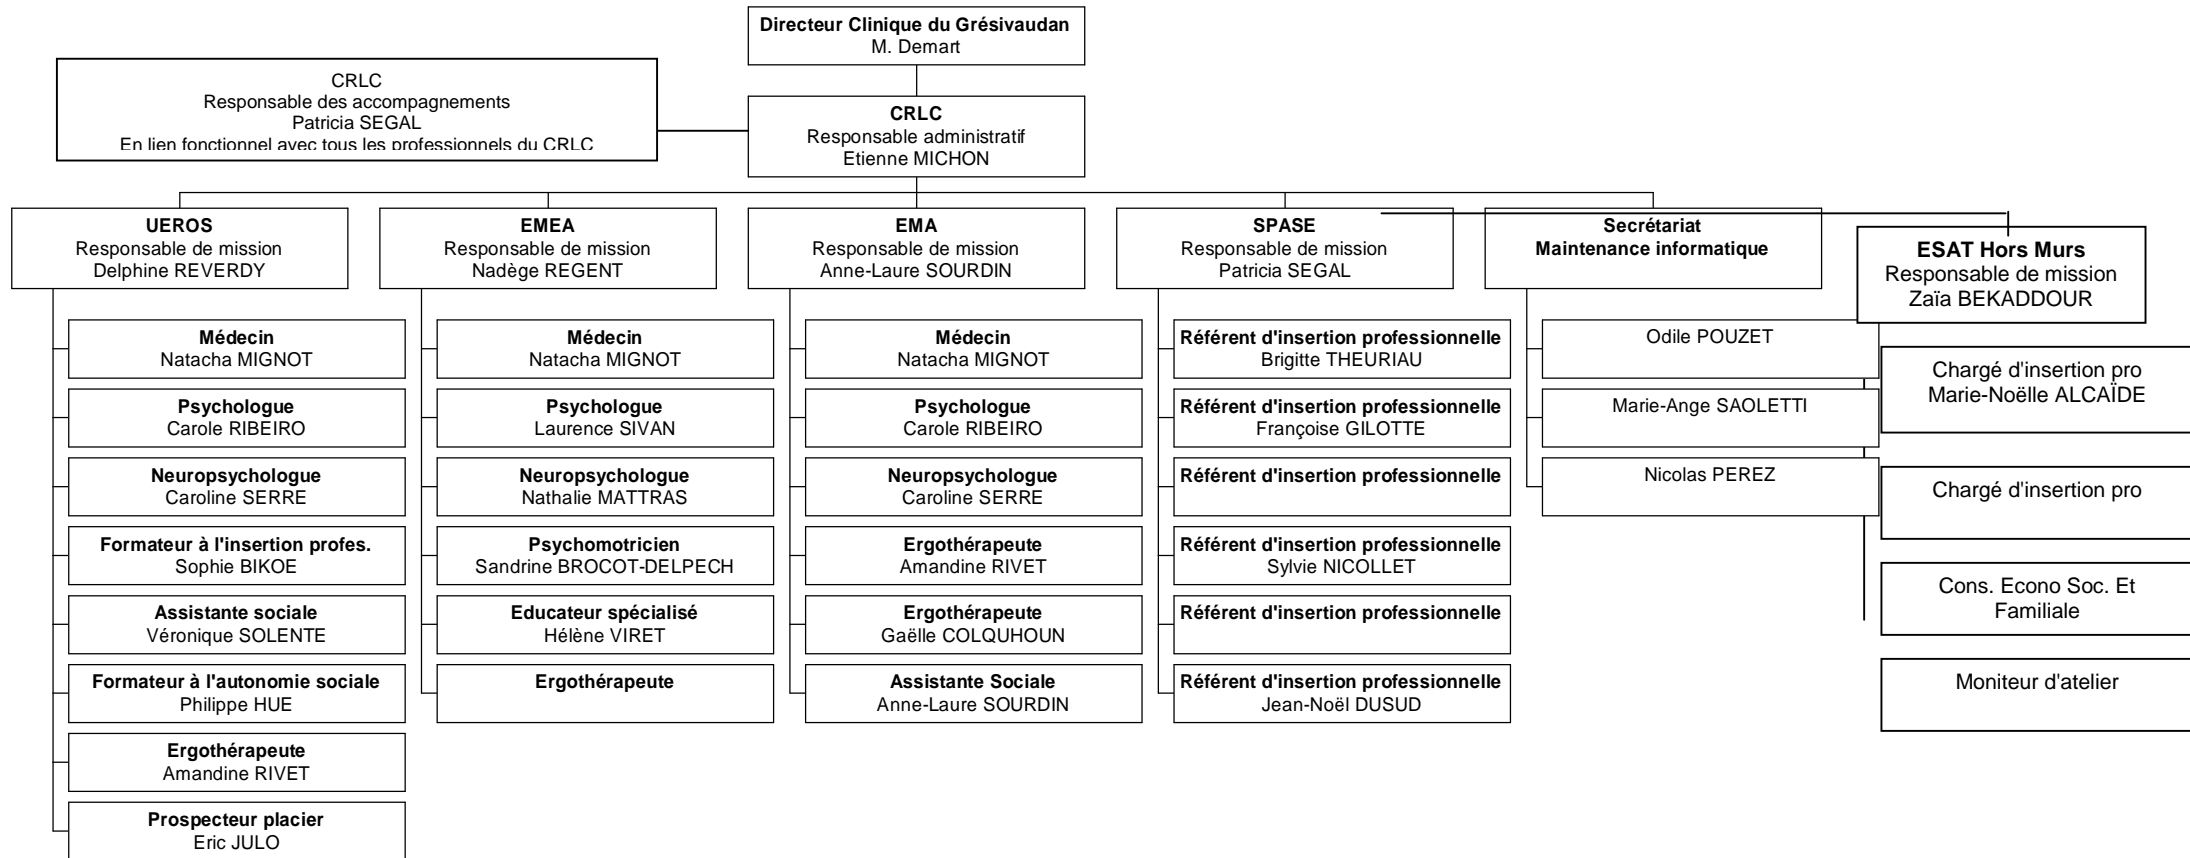 Directeur Clinique du Grésivaudan
M. Demart
CRLC
Responsable des accompagnements
Patricia SEGAL
En lien fonctionnel avec tous les professionnels du CRLC
CRLC
Responsable administratif
Etienne MICHON
UEROS
Responsable de mission
Delphine REVERDY
EMEA
Responsable de mission
Nadège REGENT
EMA
Responsable de mission
Anne-Laure SOURDIN
SPASE
Responsable de mission
Patricia SEGAL
Secrétariat
Maintenance informatique
ESAT Hors Murs
Responsable de mission
Zaïa BEKADDOUR
Médecin
Natacha MIGNOT
Psychologue
Carole RIBEIRO
Neuropsychologue
Caroline SERRE
Formateur à l'insertion profes.
Sophie BIKOE
Assistante sociale
Véronique SOLENTE
Formateur à l'autonomie sociale
Philippe HUE
Ergothérapeute
Amandine RIVET
Prospecteur placier
Eric JULO
Médecin
Natacha MIGNOT
Psychologue
Laurence SIVAN
Neuropsychologue
Nathalie MATTRAS
Psychomotricien
Sandrine BROCOT-DELPECH
Educateur spécialisé
Hélène VIRET
Ergothérapeute
Médecin
Natacha MIGNOT
Psychologue
Carole RIBEIRO
Neuropsychologue
Caroline SERRE
Ergothérapeute
Amandine RIVET
Ergothérapeute
Gaëlle COLQUHOUN
Assistante Sociale
Anne-Laure SOURDIN
Référent d'insertion professionnelle
Brigitte THEURIAU
Référent d'insertion professionnelle
Françoise GILOTTE
Référent d'insertion professionnelle
Référent d'insertion professionnelle
Sylvie NICOLLET
Référent d'insertion professionnelle
Référent d'insertion professionnelle
Jean-Noël DUSUD
Odile POUZET
Marie-Ange SAOLETTI
Nicolas PEREZ
Chargé d'insertion pro
Marie-Noëlle ALCAÏDE
Chargé d'insertion pro
Cons. Econo Soc. Et
Familiale
Moniteur d'atelier